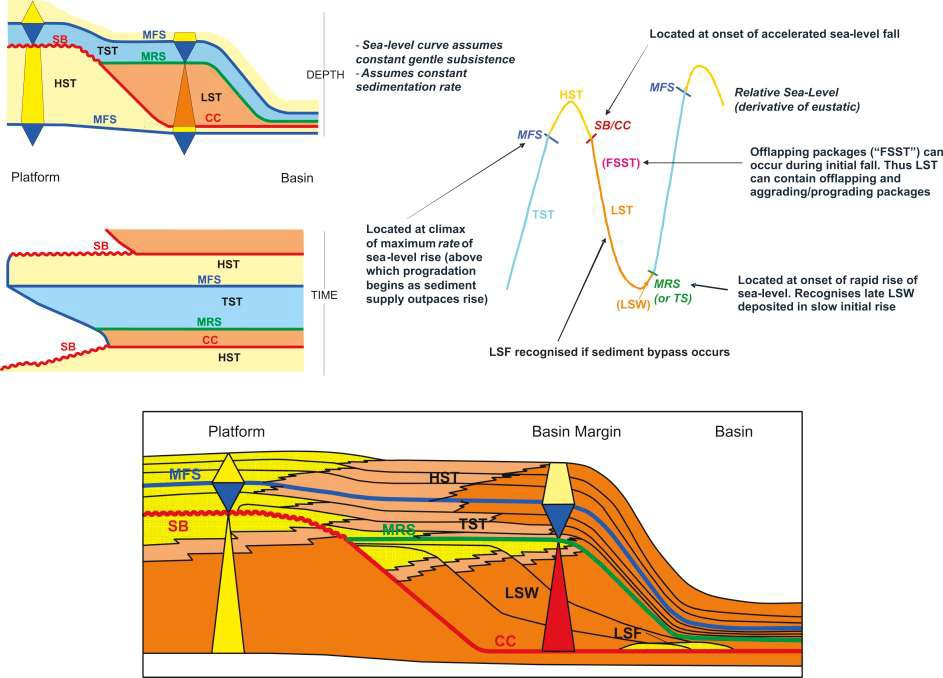 SB
MFS
TST
MRS
HST
LST
CC
MFS
DEPTH
Platform
Basin
- Sea-level curve assumes
constant gentle subsistence
- Assumes constant
sedimentation rate
SB
HST
MFS
TST
TIME
MRS
SB
CC
HST
Located at onset of accelerated sea-level fall
HST
MFS
SB/CC
MFS
Relative Sea-Level
(derivative of eustatic)
(FSST)
Offlapping packages (“FSST”) can
occur during initial fall. Thus LST
can contain offlapping and
aggrading/prograding packages
TST
LST
Located at climax
of maximum rate of
sea-level rise (above
which progradation
begins as sediment
supply outpaces rise)
(LSW)
MRS
(or TS)
Located at onset of rapid rise of
sea-level. Recognises late LSW
deposited in slow initial rise
LSF recognised if sediment bypass occurs
Platform
Basin Margin
Basin
MFS
HST
SB
TST
MRS
LSW
LSF
CC